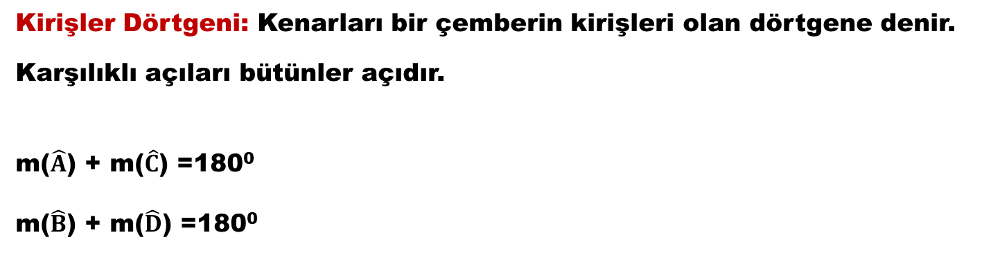 Kirişler Dörtgeni: Kenarları bir çemberin kirişleri olan dörtgene denir.
Karşılıklı açıları bütünler açıdır.
m(Â) + m(Ĉ) =180⁰
m(B̂) + m(D̂) =180⁰